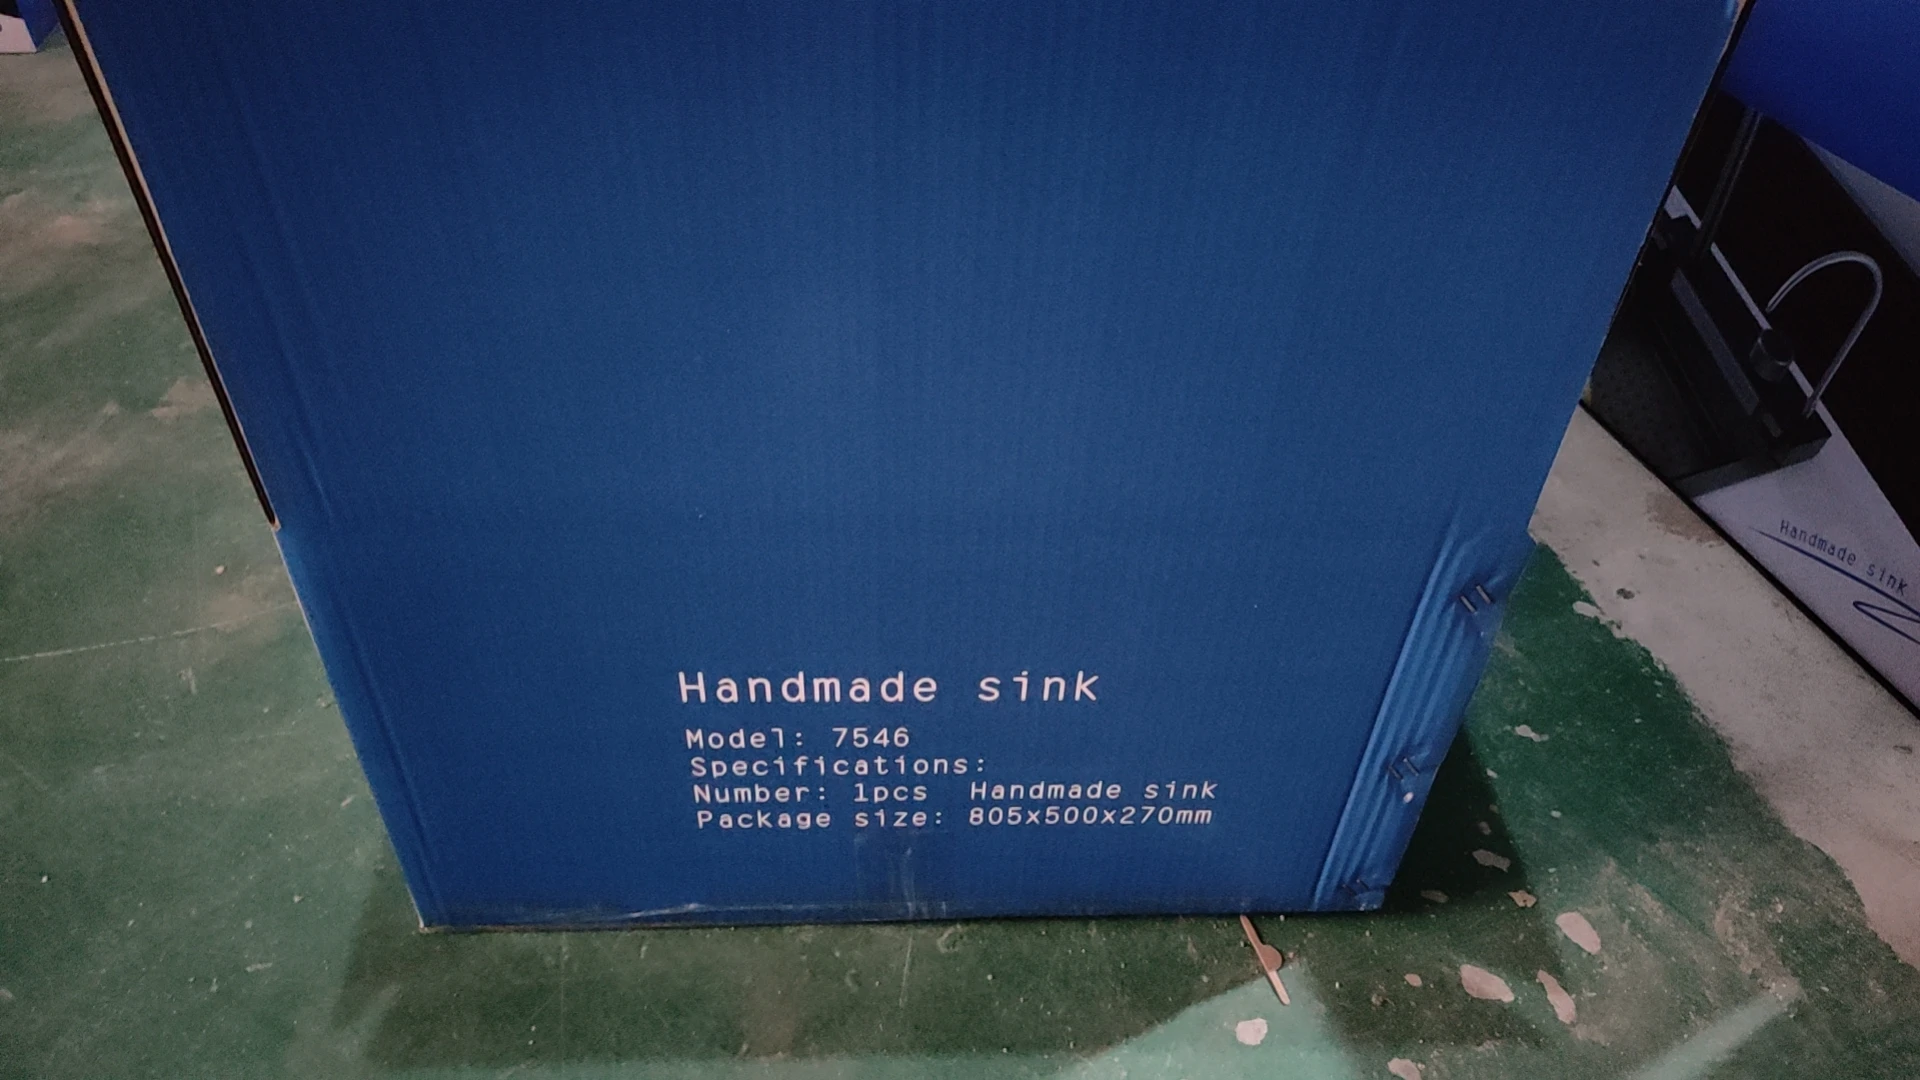 Handmade sink
Model: 7546
Specifications:
Number: 1pcs Handmade sink
Package size: 805x500x270mm
Handmade sink